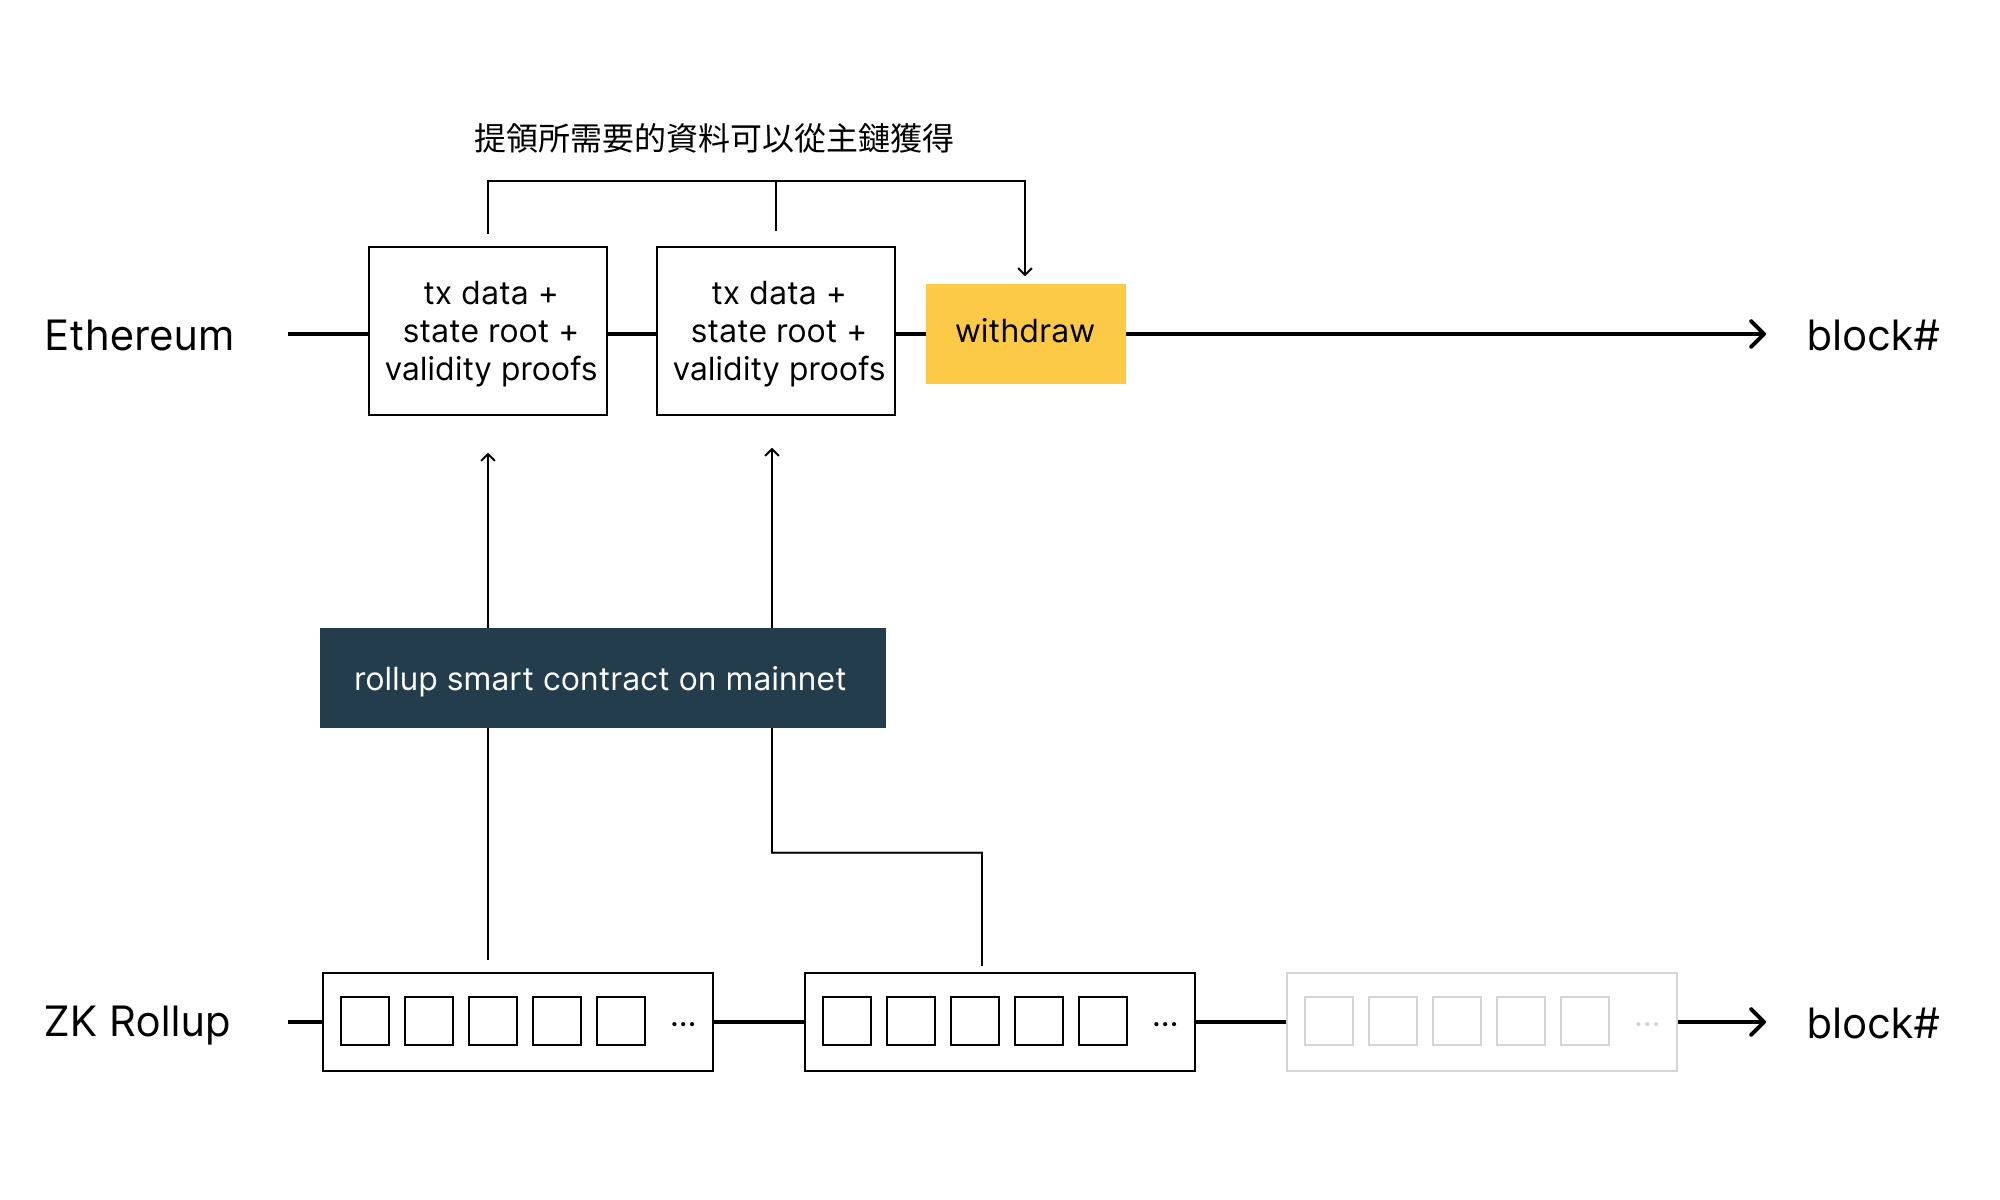 提領所需要的資料可以從主鏈獲得
Ethereum
tx data +
state root +
validity proofs
tx data +
state root +
validity proofs
withdraw
block#
rollup smart contract on mainnet
ZK Rollup
...
...
...
block#